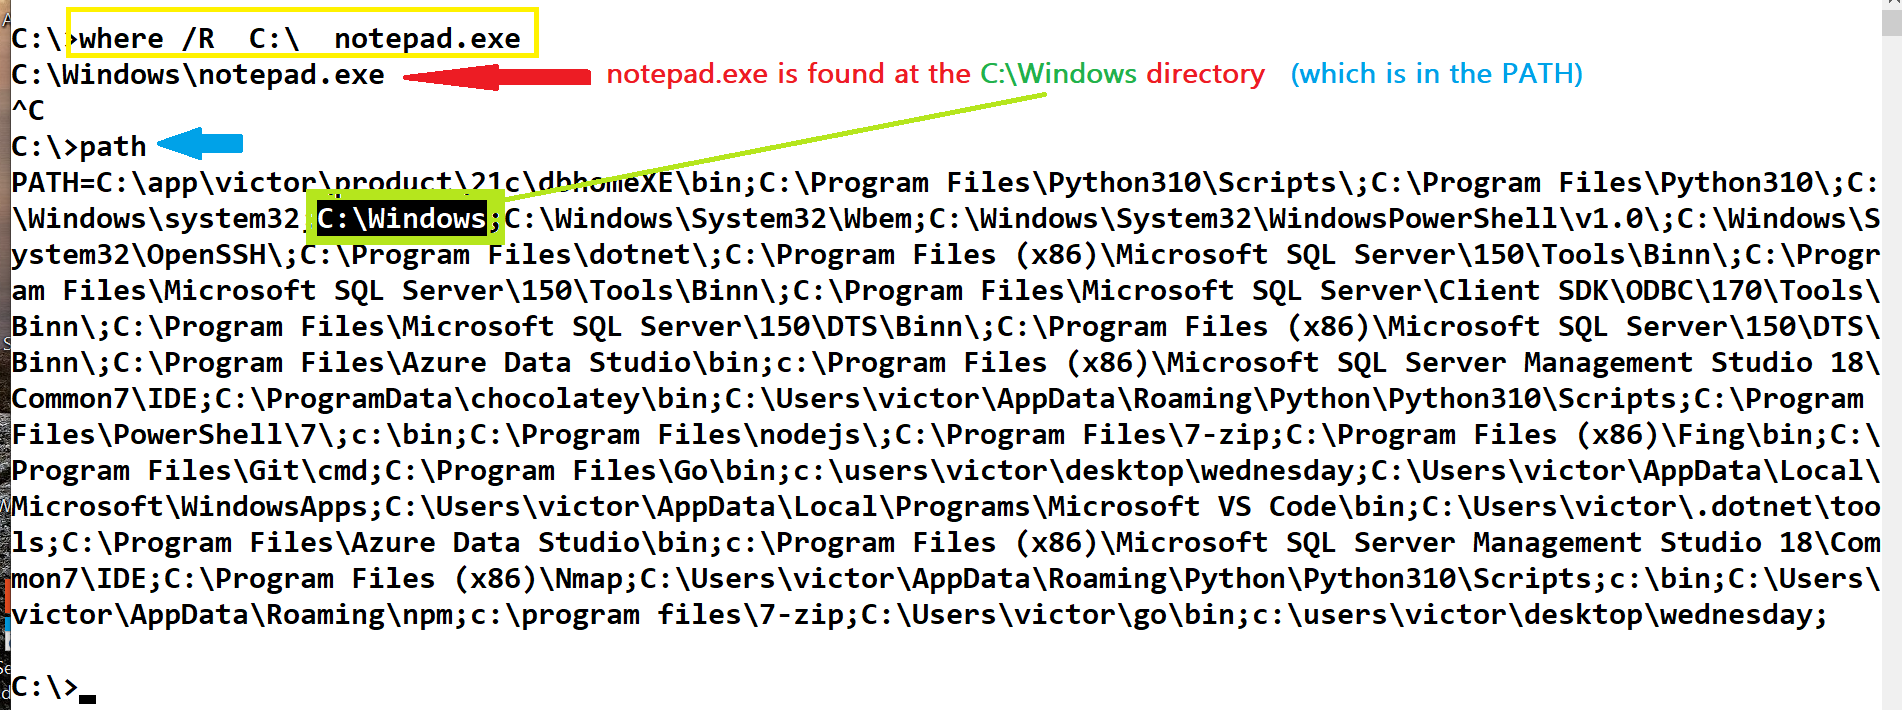 C:\>where /R  C:\  notepad.exe
C:\Windows\notepad.exe notepad.exe is found at the C:\Windows directory (which is in the PATH)
^C
C:\>path
PATH=C:\app\victor\product\21c\dbhomeXE\bin;C:\Program Files\Python310\Scripts\;C:\Program Files\Python310\;C:
\Windows\system32;C:\Windows;C:\Windows\System32\Wbem;C:\Windows\System32\WindowsPowerShell\v1.0\;C:\Windows\S
ystem32\OpenSSH\;C:\Program Files\dotnet\;C:\Program Files (x86)\Microsoft SQL Server\150\Tools\Binn\;C:\Progr
am Files\Microsoft SQL Server\150\Tools\Binn\;C:\Program Files\Microsoft SQL Server\Client SDK\ODBC\170\Tools\
Binn\;C:\Program Files\Microsoft SQL Server\150\DTS\Binn\;C:\Program Files (x86)\Microsoft SQL Server\150\DTS\
Binn\;C:\Program Files\Azure Data Studio\bin;c:\Program Files (x86)\Microsoft SQL Server Management Studio 18\
Common7\IDE;C:\ProgramData\chocolatey\bin;C:\Users\victor\AppData\Roaming\Python\Python310\Scripts;C:\Program
Files\PowerShell\7\;c:\bin;C:\Program Files\nodejs\;C:\Program Files\7-zip;C:\Program Files (x86)\Fing\bin;C:\
Program Files\Git\cmd;C:\Program Files\Go\bin;c:\users\victor\desktop\wednesday;C:\Users\victor\AppData\Local\
Microsoft\WindowsApps;C:\Users\victor\AppData\Local\Programs\Microsoft VS Code\bin;C:\Users\victor\.dotnet\too
ls;C:\Program Files\Azure Data Studio\bin;c:\Program Files (x86)\Microsoft SQL Server Management Studio 18\Com
mon7\IDE;C:\Program Files (x86)\Nmap;C:\Users\victor\AppData\Roaming\Python\Python310\Scripts;c:\bin;C:\Users\
victor\AppData\Roaming\npm;c:\program files\7-zip;C:\Users\victor\go\bin;c:\users\victor\desktop\wednesday;
C:\>